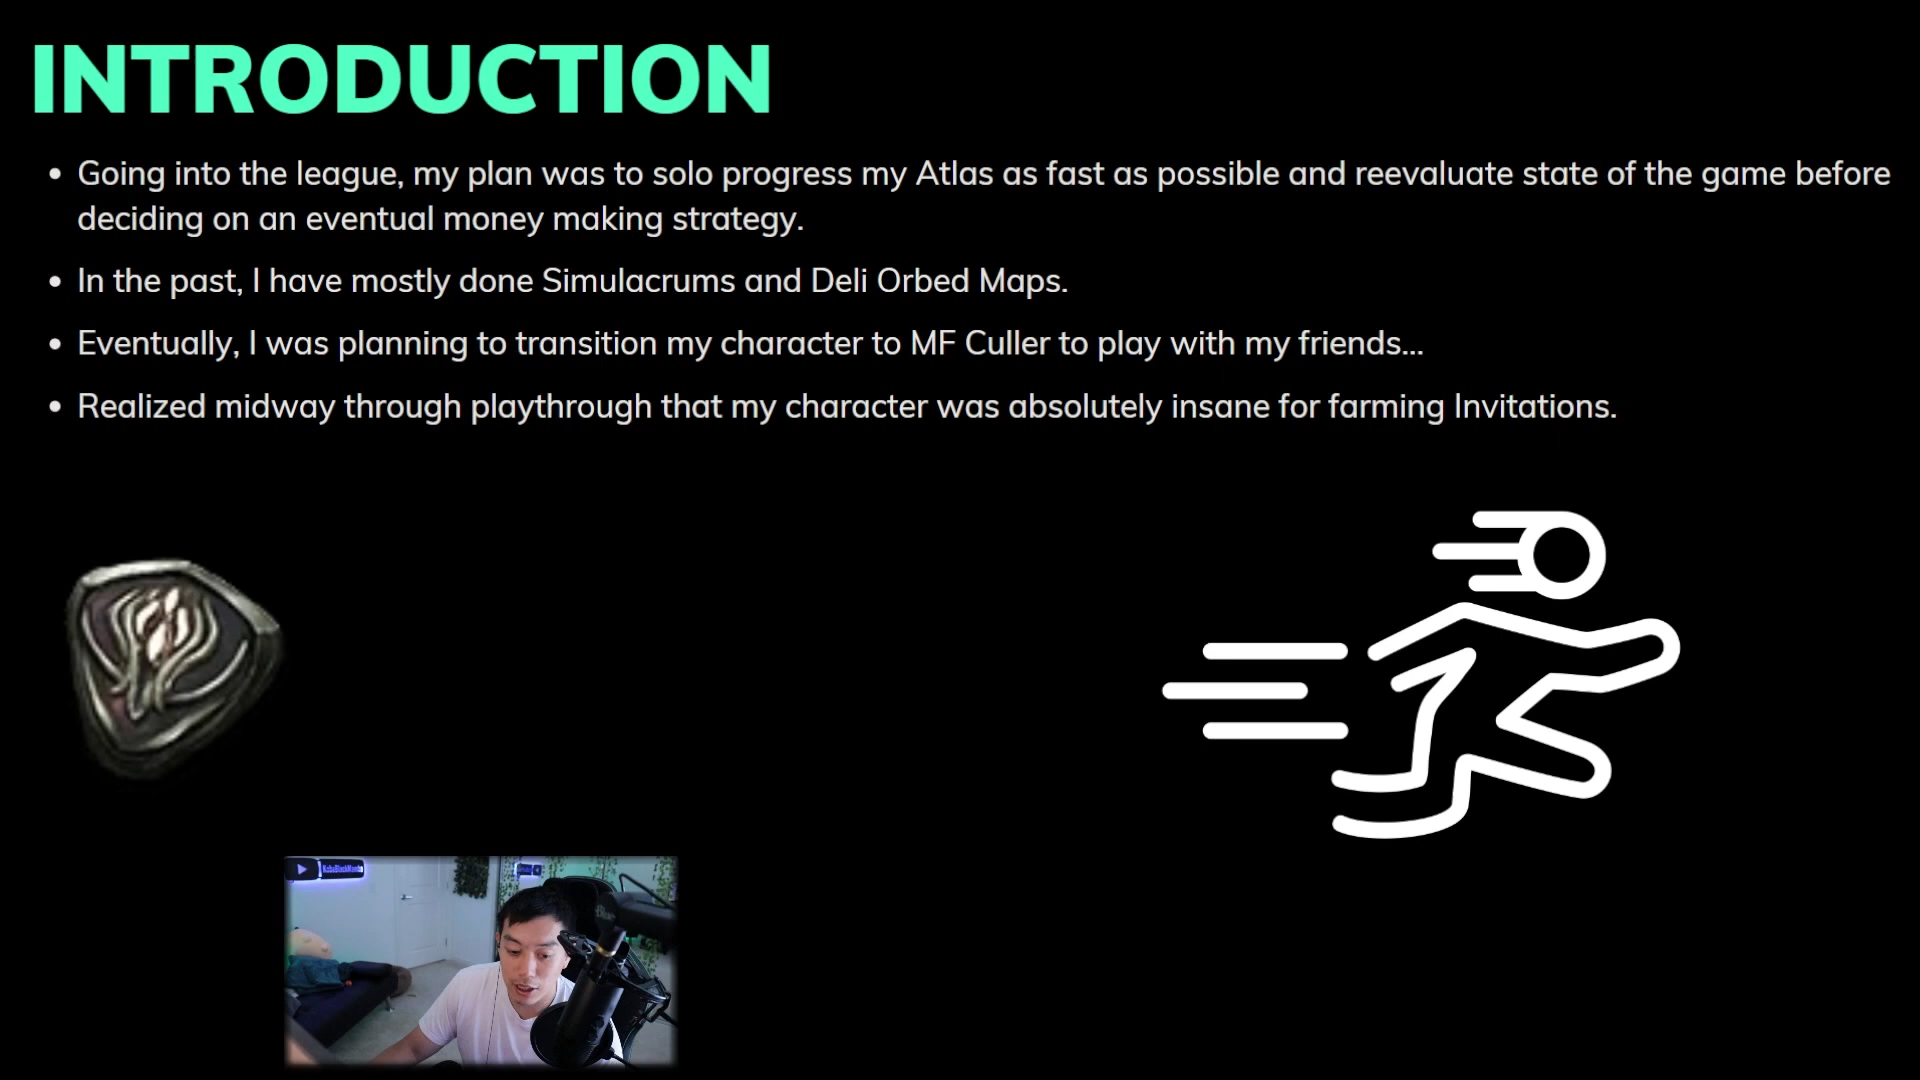 INTRODUCTION
• Going into the league, my plan was to solo progress my Atlas as fast as possible and reevaluate state of the game before
deciding on an eventual money making strategy.
• In the past, I have mostly done Simulacrums and Deli Orbed Maps.
• Eventually, I was planning to transition my character to MF Culler to play with my friends...
• Realized midway through playthrough that my character was absolutely insane for farming Invitations.